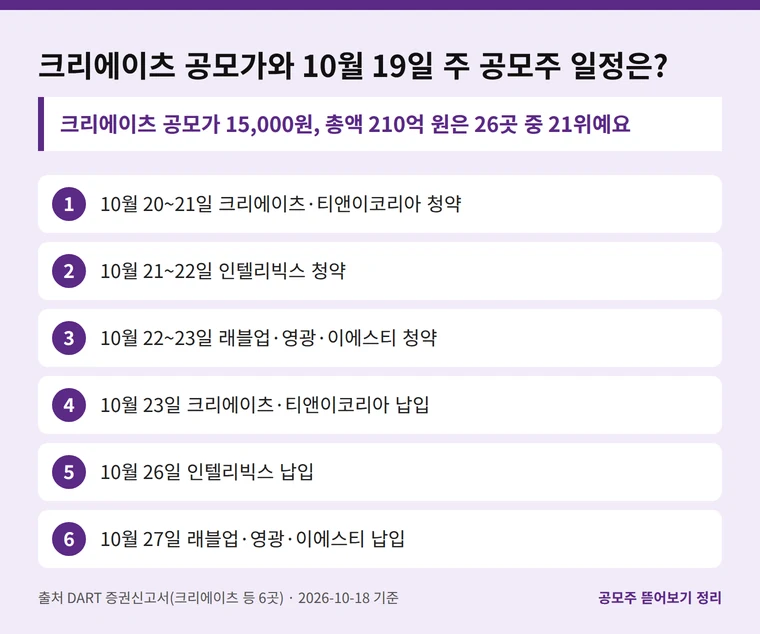 크리에이츠 공모가와 10월 19일 주 공모주 일정은?
크리에이츠 공모가 15,000원, 총액 210억 원은 26곳 중 21위예요
1 10월 20~21일 크리에이츠·티앤이코리아 청약
2 10월 21~22일 인텔리빅스 청약
3 10월 22~23일 래블업·영광·이에스티 청약
4 10월 23일 크리에이츠·티앤이코리아 납입
5 10월 26일 인텔리빅스 납입
6 10월 27일 래블업·영광·이에스티 납입
출처 DART 증권신고서(크리에이츠 등 6곳) · 2026-10-18 기준 공모주 뜯어보기 정리